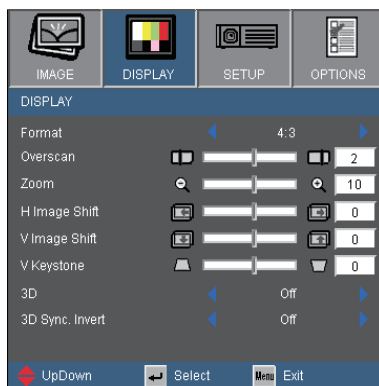 IMAGE DISPLAY SETUP OPTIONS
DISPLAY
Format 4:3
Overscan 2
Zoom 10
H Image Shift 0
V Image Shift 0
V Keystone 0
3D Off
3D Sync. Invert Off
UpDown Select Menu Exit